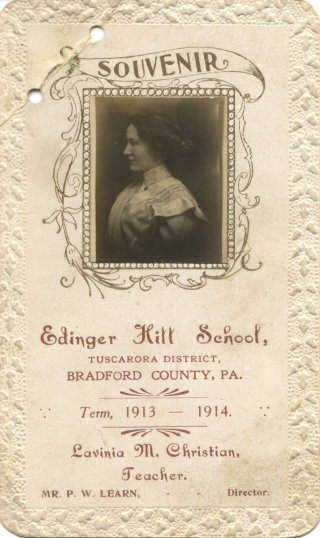 SOUVENIR
Edinger Hill School,
TUSCARORA DISTRICT,
BRADFORD COUNTY, PA.
Term, 1913 — 1914.
Lavinia M. Christian,
Teacher.
MR. P. W. LEARN, - - Director.